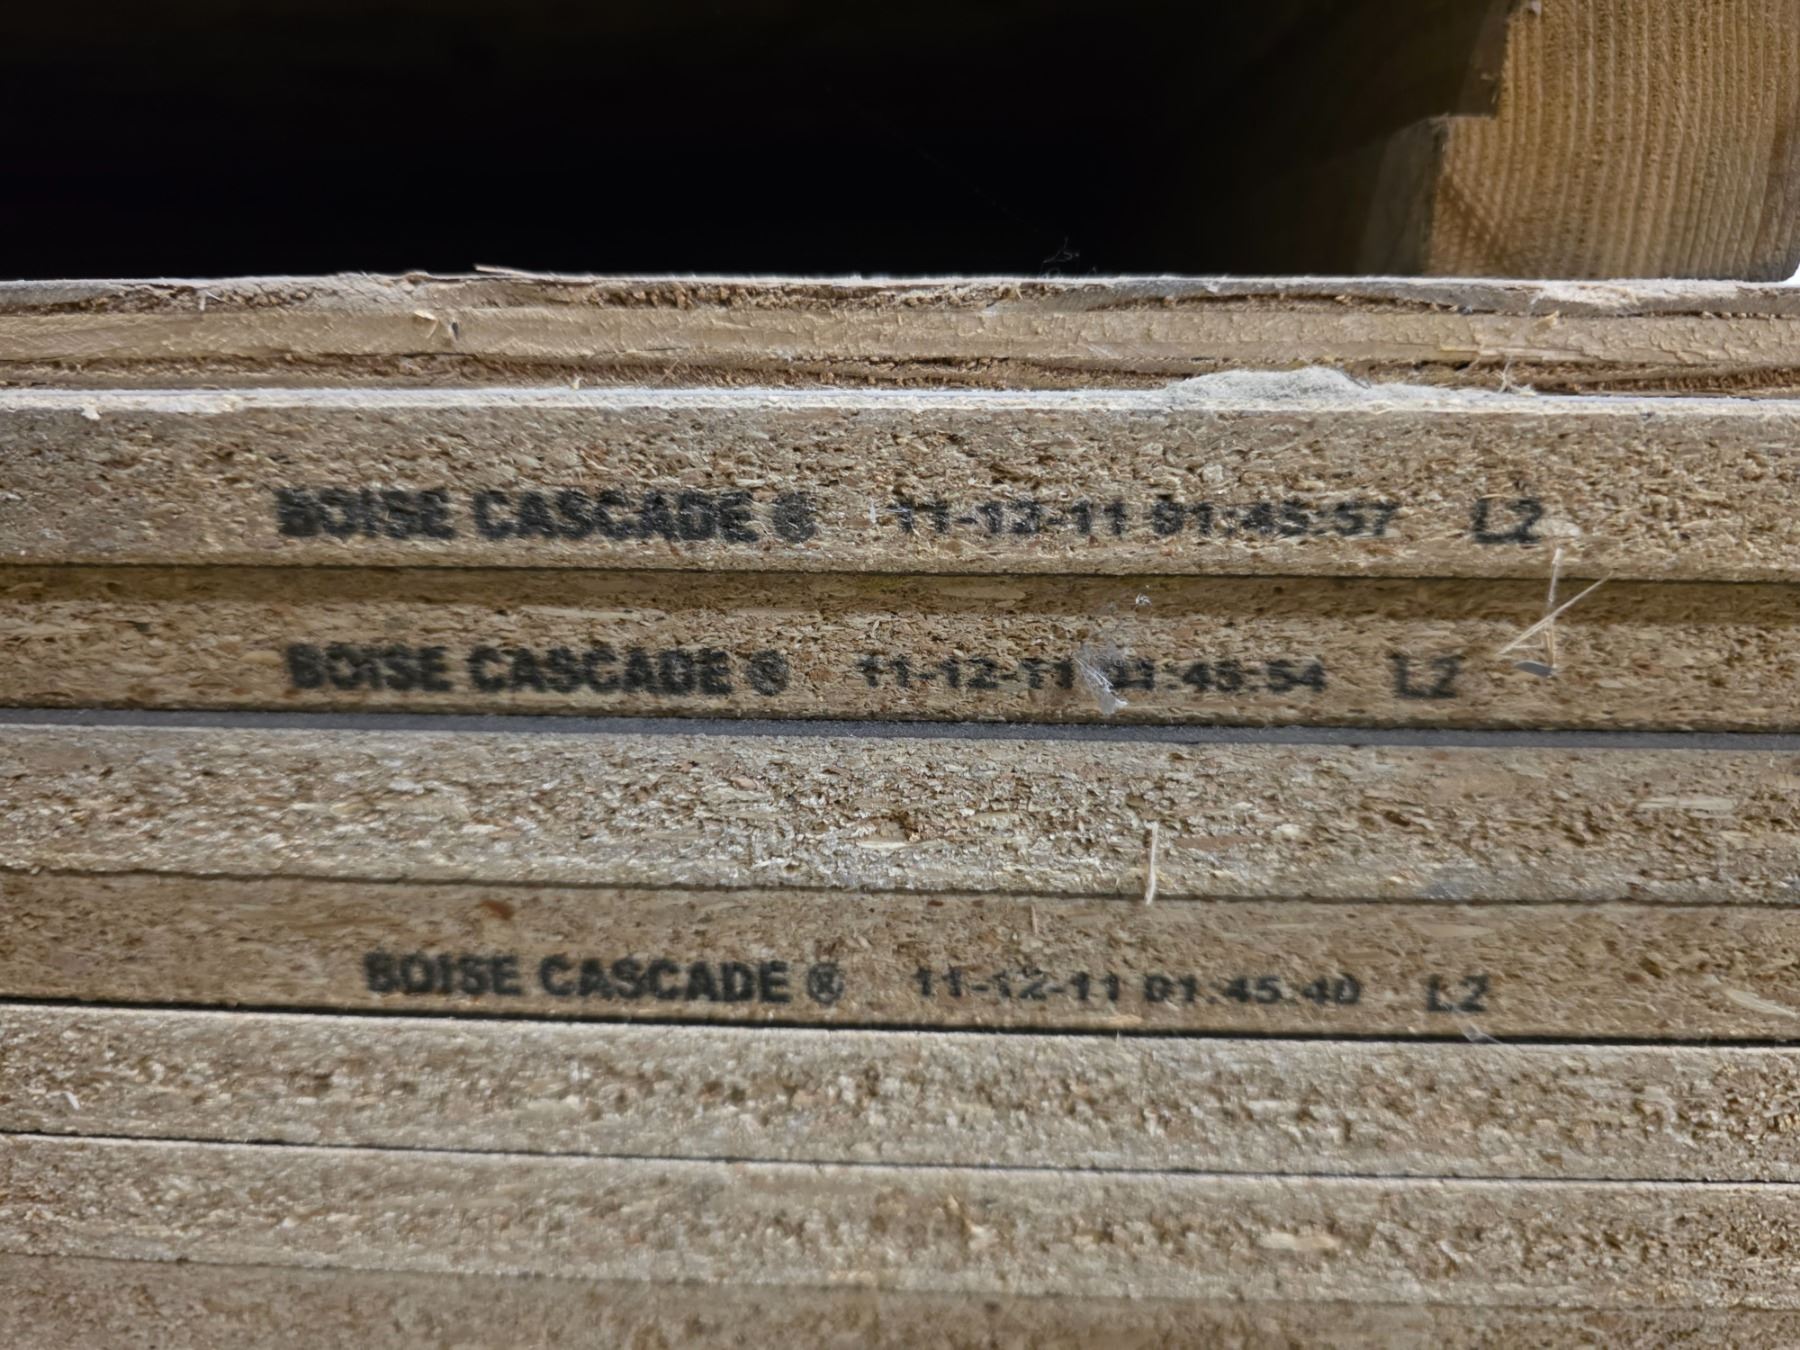 BOISE CASCADE ® 11-12-11 01:45:57 L2
BOISE CASCADE ® 11-12-11 01:45:54 L2
BOISE CASCADE ® 11-12-11 01:45:40 L2